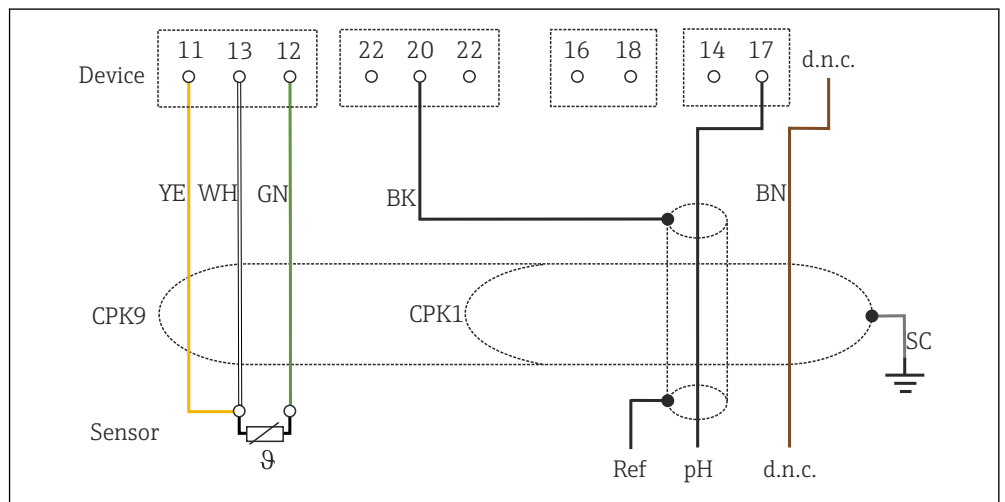 11 13 12 22 20 22 16 18 14 17 d.n.c.
Device
YE WH GN BK BN
CPK9 CPK1
SC
Sensor
ϑ Ref pH d.n.c.